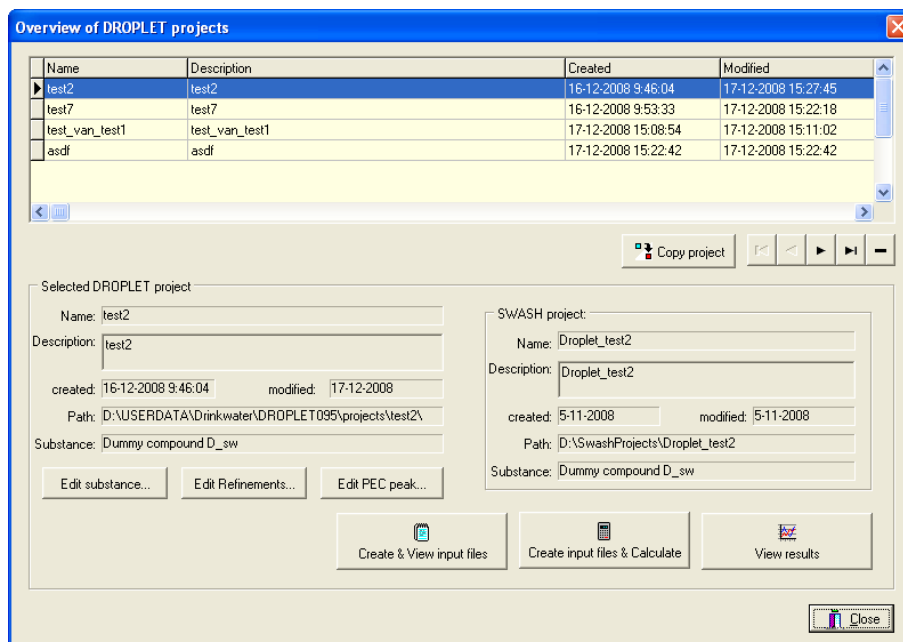 Overview of DROPLET projects
Name Description Created Modified
test2 test2 16-12-2008 9:46:04 17-12-2008 15:27:45
test7 test7 16-12-2008 9:53:33 17-12-2008 15:22:18
test_van_test1 test_van_test1 17-12-2008 15:08:54 17-12-2008 15:11:02
asdf asdf 17-12-2008 15:22:42 17-12-2008 15:22:42
Copy project
Selected DROPLET project
Name: test2
Description: test2
created: 16-12-2008 9:46:04 modified: 17-12-2008
Path: D:\USERDATA\Drinkwater\DROPLET095\projects\test2\
Substance: Dummy compound D_sw
Edit substance... Edit Refinements... Edit PEC peak...
SWASH project:
Name: Droplet_test2
Description: Droplet_test2
created: 5-11-2008 modified: 5-11-2008
Path: D:\SwashProjects\Droplet_test2
Substance: Dummy compound D_sw
Create & View input files Create input files & Calculate View results
Close